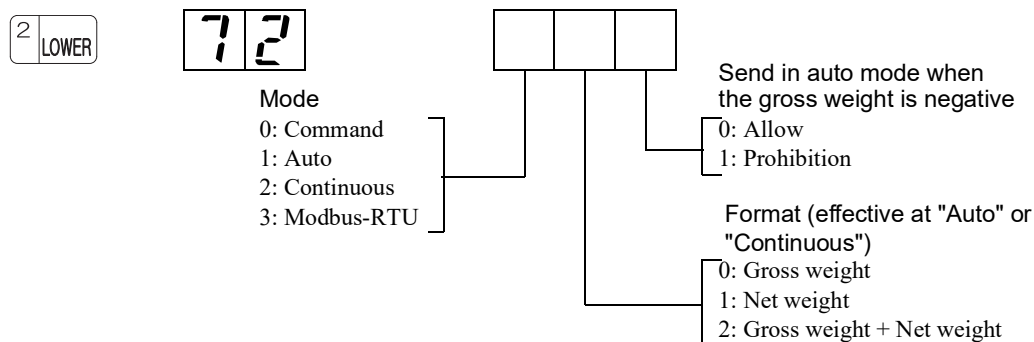 2 LOWER
72
Mode
0: Command
1: Auto
2: Continuous
3: Modbus-RTU
Send in auto mode when
the gross weight is negative
0: Allow
1: Prohibition
Format (effective at "Auto" or
"Continuous")
0: Gross weight
1: Net weight
2: Gross weight + Net weight